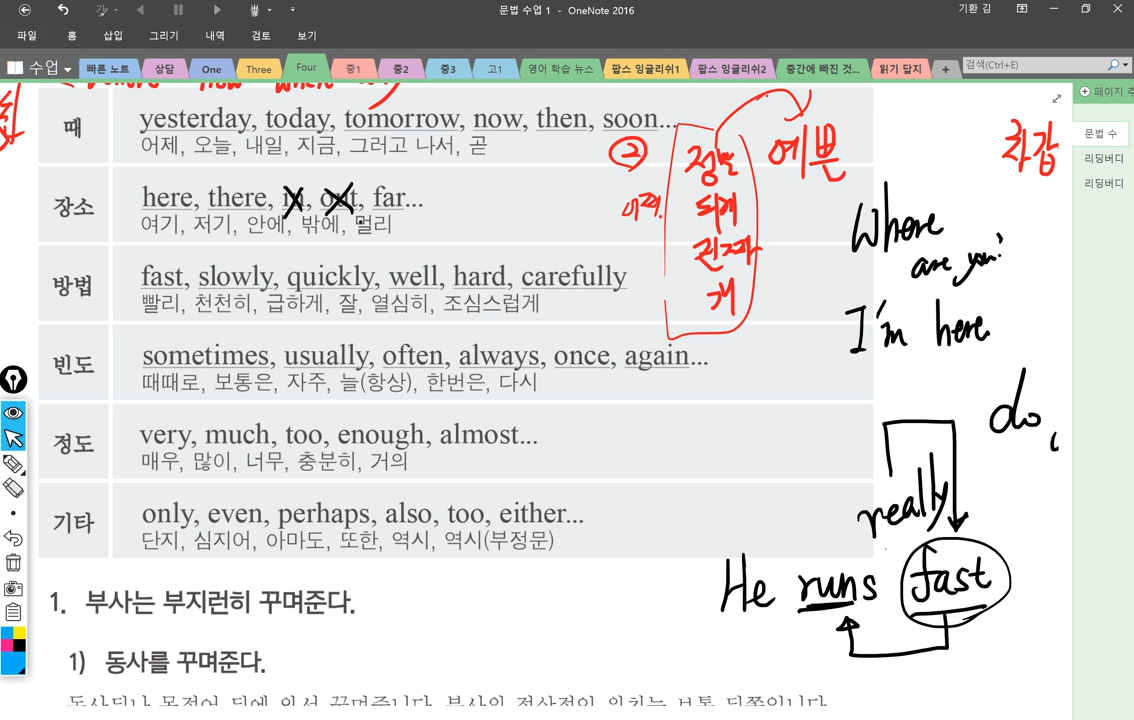 문법 수업 1 - OneNote 2016
기환 김
파일 홈 삽입 그리기 내역 검토 보기
수업 빠른 노트 상담 One Three Four 중1 중2 중3 고1 영어 학습 뉴스 팝스 잉글리쉬1 팝스 잉글리쉬2 중간에 빠진 것... 읽기 답지 + 검색(Ctrl+E)
페이지 추
문법 수
리딩버디
리딩버디
때
yesterday, today, tomorrow, now, then, soon...
어제, 오늘, 내일, 지금, 그러고 나서, 곧
장소
here, there, in, out, far...
여기, 저기, 안에, 밖에, 멀리
방법
fast, slowly, quickly, well, hard, carefully
빨리, 천천히, 급하게, 잘, 열심히, 조심스럽게
빈도
sometimes, usually, often, always, once, again...
때때로, 보통은, 자주, 늘(항상), 한번은, 다시
정도
very, much, too, enough, almost...
매우, 많이, 너무, 충분히, 거의
기타
only, even, perhaps, also, too, either...
단지, 심지어, 아마도, 또한, 역시, 역시(부정문)
②
예쁜
되게
Where
are you?
I'm here.
do,
really
He runs fast
1. 부사는 부지런히 꾸며준다.
1) 동사를 꾸며준다.